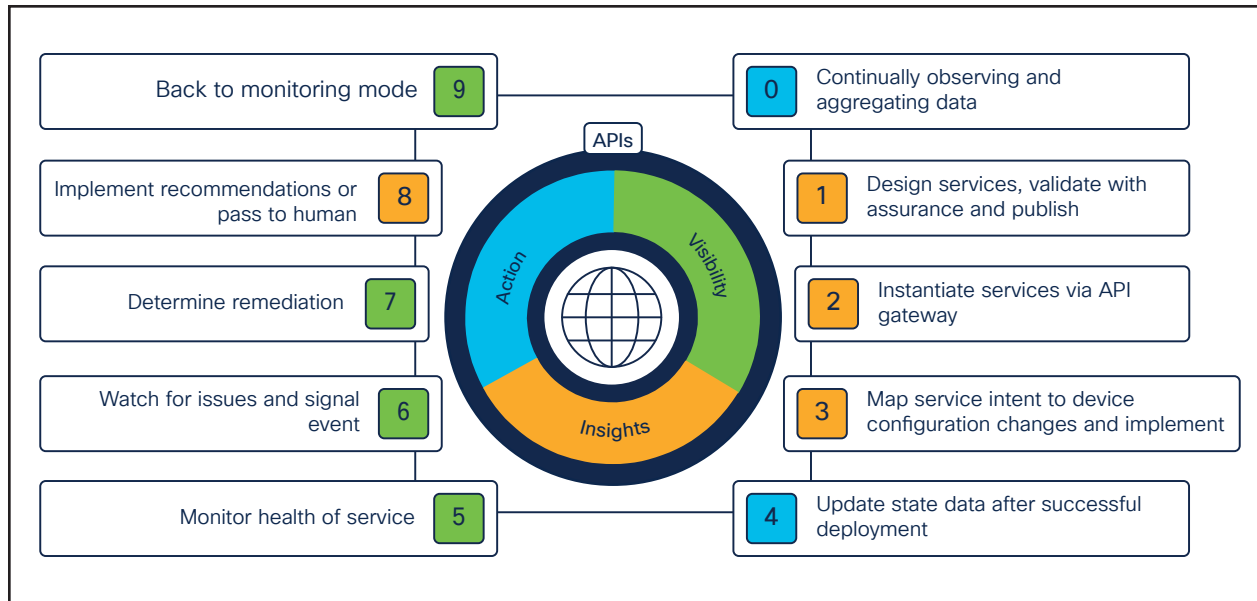 Back to monitoring mode
9
0
Continually observing and
aggregating data
APIs
Implement recommendations or
pass to human
8
1
Design services, validate with
assurance and publish
Action
Visibility
Insights
Determine remediation
7
2
Instantiate services via API
gateway
Watch for issues and signal
event
6
3
Map service intent to device
configuration changes and implement
Monitor health of service
5
4
Update state data after successful
deployment